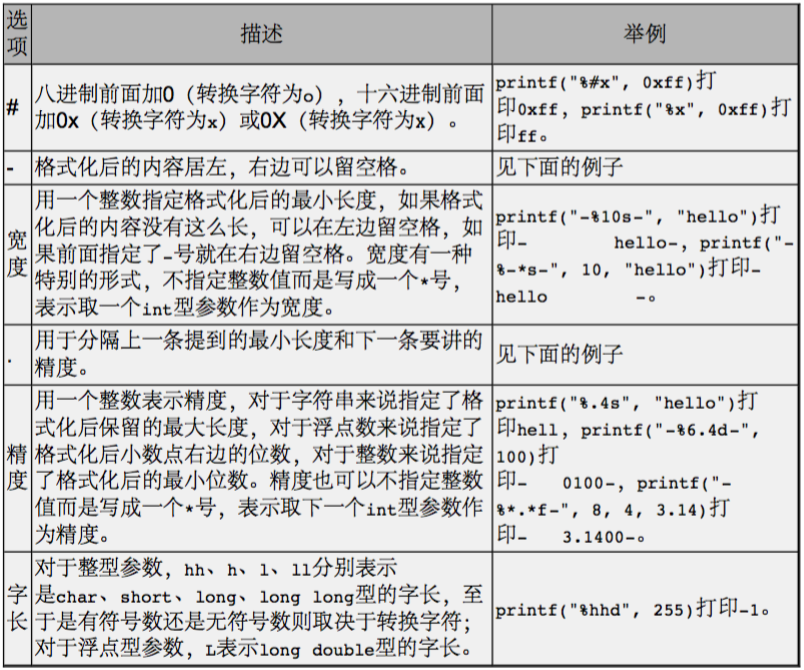 选
项
描述
举例
#
八进制前面加0（转换字符为o），十六进制前面
加0x（转换字符为x）或0X（转换字符为X）。
printf("%#x", 0xff)打
印0xff，printf("%x", 0xff)打
印ff。
-
格式化后的内容居左，右边可以留空格。
见下面的例子
宽
度
用一个整数指定格式化后的最小长度，如果格式
化后的内容没有这么长，可以在左边留空格，如
果前面指定了-号就在右边留空格。宽度有一种
特别的形式，不指定整数值而是写成一个*号，
表示取一个int型参数作为宽度。
printf("-%10s-", "hello")打
印-     hello-，printf("-
%-*s-", 10, "hello")打印-
hello     -。
.
用于分隔上一条提到的最小长度和下一条要讲的
精度。
见下面的例子
精
度
用一个整数表示精度，对于字符串来说指定了格
式化后保留的最大长度，对于浮点数来说指定了
格式化后小数点右边的位数，对于整数来说指定
了格式化后的最小位数。精度也可以不指定整数
值而是写成一个*号，表示取下一个int型参数作
为精度。
printf("%.4s", "hello")打
印hell，printf("-%6.4d-",
100)打
印-  0100-，printf("-
%*.*f-", 8, 4, 3.14)打
印-  3.1400-。
字
长
对于整型参数，hh、h、l、ll分别表示
是char、short、long、long long型的字长，至
于是有符号数还是无符号数则取决于转换字符；
对于浮点型参数，L表示long double型的字长。
printf("%hhd", 255)打印-1。